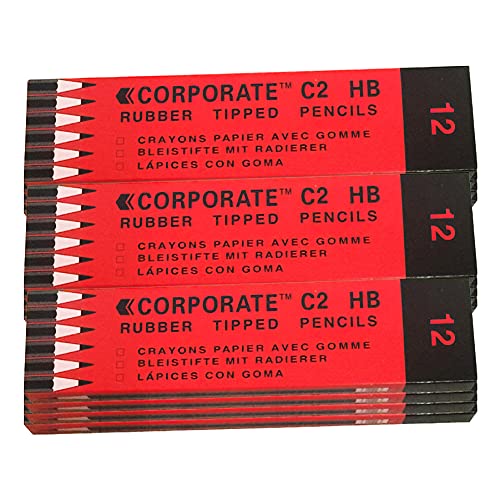 CORPORATE™ C2 HB
RUBBER TIPPED PENCILS
CRAYONS PAPIER AVEC GOMME
BLEISTIFTE MIT RADIERER
LÁPICES CON GOMA
12
CORPORATE™ C2 HB
RUBBER TIPPED PENCILS
CRAYONS PAPIER AVEC GOMME
BLEISTIFTE MIT RADIERER
LÁPICES CON GOMA
12
CORPORATE™ C2 HB
RUBBER TIPPED PENCILS
CRAYONS PAPIER AVEC GOMME
BLEISTIFTE MIT RADIERER
LÁPICES CON GOMA
12